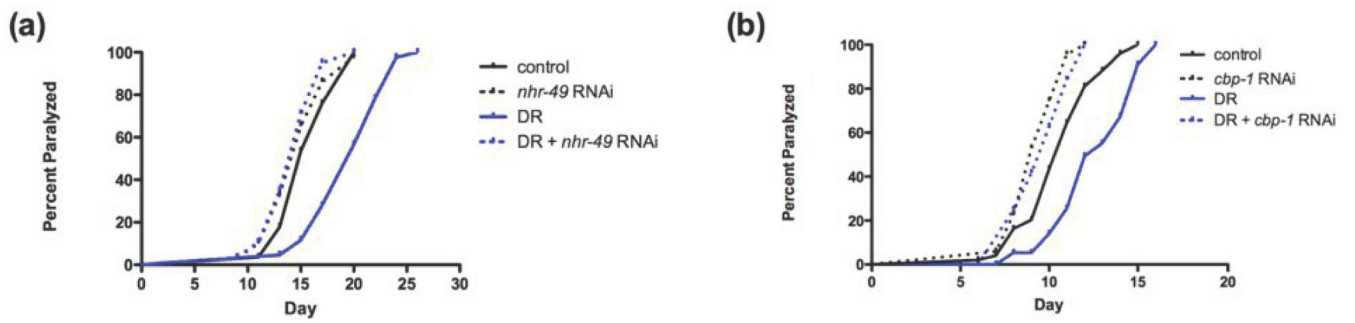 (a)
Percent Paralyzed
100
80
60
40
20
0
0 5 10 15 20 25 30
Day
control
nhr-49 RNAi
DR
DR + nhr-49 RNAi
(b)
Percent Paralyzed
100
80
60
40
20
0
0 5 10 15 20
Day
control
cbp-1 RNAi
DR
DR + cbp-1 RNAi